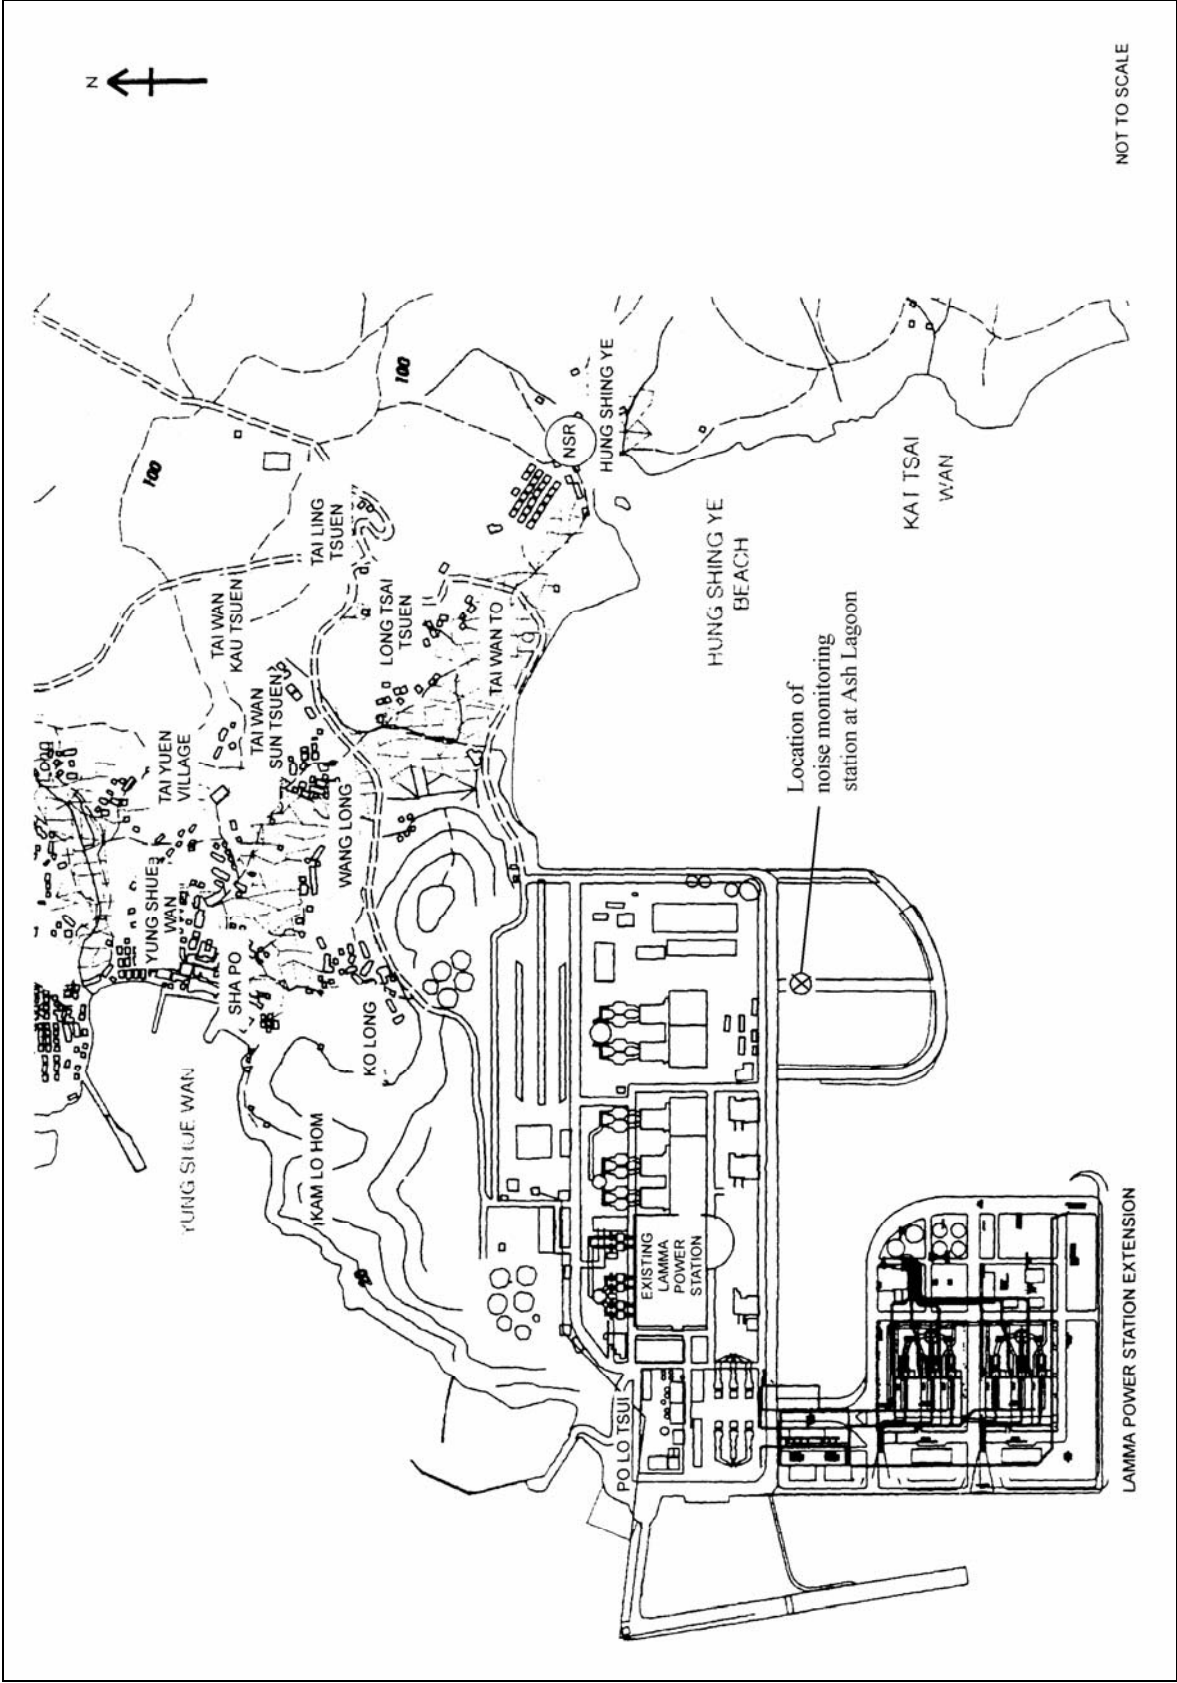 N
NOT TO SCALE
100
100
YUNG SHUE
WAN
TAI YUEN
VILLAGE
TAI WAN
KAU TSUEN
TAI WAN
SUN TSUEN
TAI LING
TSUEN
LONG TSAI
TSUEN
TAI WAN TO
NSR
HUNG SHING YE
HUNG SHING YE
BEACH
KAT TSAI
WAN
SHA PO
WANG LONG
KO LONG
YUNG SHUE WAN
KAM LO HOM
20
PO LO TSUI
EXISTING
LAMMA
POWER
STATION
Location of
noise monitoring
station at Ash Lagoon
LAMMA POWER STATION EXTENSION